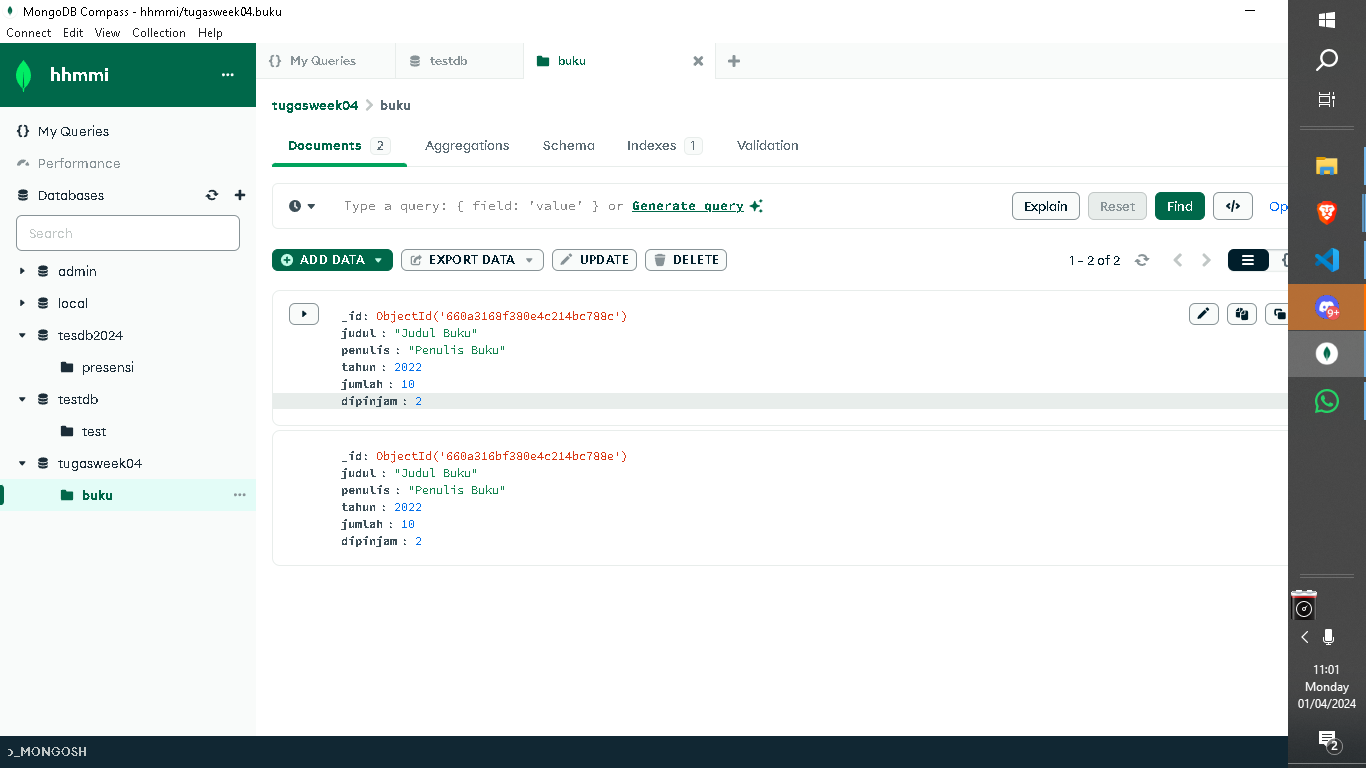 MongoDB Compass - hhmmi/tugasweek04.buku
Connect Edit View Collection Help
hhmmi
My Queries
Performance
Databases
Search
admin
local
tesdb2024
presensi
testdb
test
tugasweek04
buku
{} My Queries testdb buku
tugasweek04 > buku
Documents 2 Aggregations Schema Indexes 1 Validation
Type a query: { field: 'value' } or Generate query
Explain Reset Find </> Op
ADD DATA EXPORT DATA UPDATE DELETE
1 - 2 of 2
_id: ObjectId('660a3168f380e4c214bc788c')
judul : "Judul Buku"
penulis : "Penulis Buku"
tahun : 2022
jumlah : 10
dipinjam : 2
_id: ObjectId('660a316bf380e4c214bc788e')
judul : "Judul Buku"
penulis : "Penulis Buku"
tahun : 2022
jumlah : 10
dipinjam : 2
>_MONGOSH
9+
11:01
Monday
01/04/2024
2